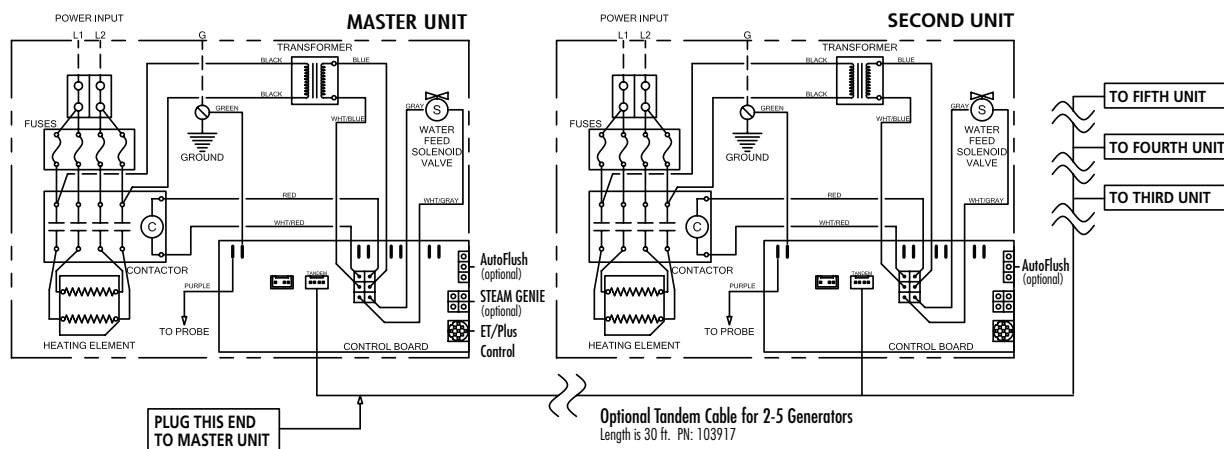 MASTER UNIT
POWER INPUT
L1 L2 G
TRANSFORMER
BLACK
BLUE
BLACK
GRAY
S
GREEN
FUSES
WHT/BLUE
WATER
FEED
SOLENOID
VALVE
GROUND
RED
WHT/GRAY
C
WHT/RED
CONTACTOR
AutoFlush
(optional)
TANDEM
PURPLE
STEAM GENIE
(optional)
TO PROBE
ET/Plus
Control
HEATING ELEMENT
CONTROL BOARD
SECOND UNIT
POWER INPUT
L1 L2 G
TRANSFORMER
BLACK
BLUE
BLACK
GRAY
S
GREEN
FUSES
WHT/BLUE
WATER
FEED
SOLENOID
VALVE
GROUND
RED
WHT/GRAY
C
WHT/RED
CONTACTOR
AutoFlush
(optional)
TANDEM
PURPLE
TO PROBE
HEATING ELEMENT
CONTROL BOARD
TO FIFTH UNIT
TO FOURTH UNIT
TO THIRD UNIT
PLUG THIS END
TO MASTER UNIT
Optional Tandem Cable for 2-5 Generators
Length is 30 ft. PN: 103917